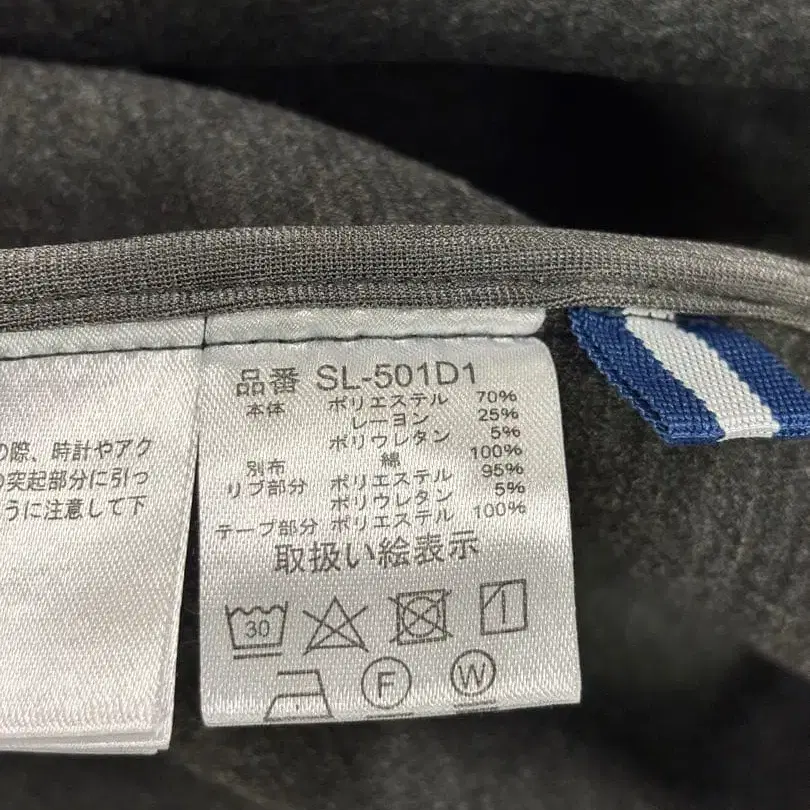 の際、時計やアク
の突起部分に引っ
うに注意して下
品番 SL-501D1
本体 ポリエステル 70%
レーヨン 25%
ポリウレタン 5%
別布 綿 100%
リブ部分 ポリエステル 95%
ポリウレタン 5%
テープ部分 ポリエステル 100%
取扱い絵表示
30
F W